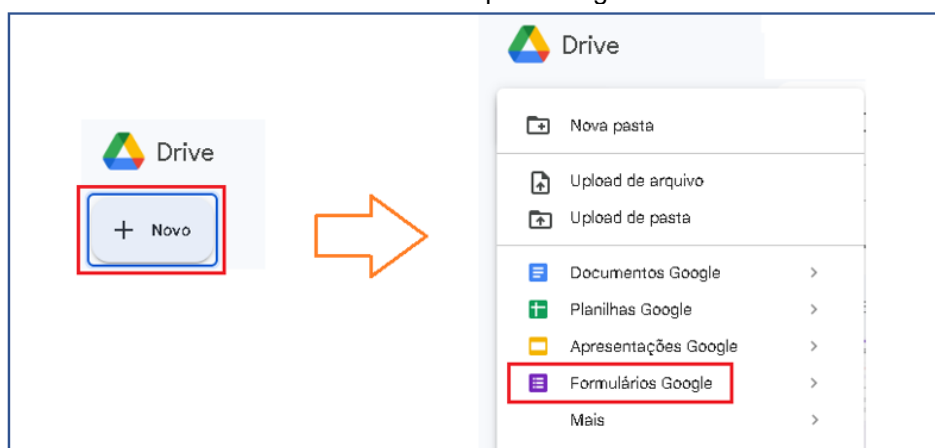 Drive
+ Novo
Drive
Nova pasta
Upload de arquivo
Upload de pasta
Documentos Google
Planilhas Google
Apresentações Google
Formulários Google
Mais